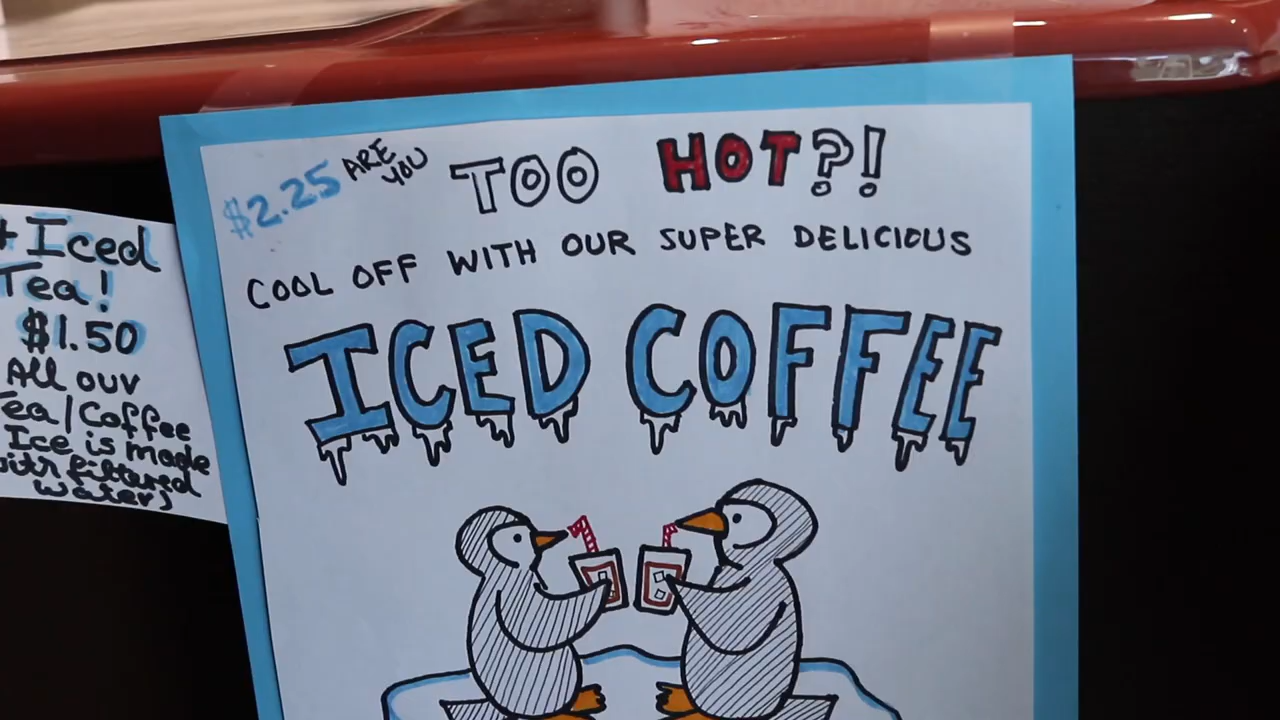 $2.25 ARE YOU TOO HOT?!
COOL OFF WITH OUR SUPER DELICIOUS
ICED COFFEE
+ Iced
Tea!
$1.50
All our
Tea/Coffee
Ice is made
with filtered
water)